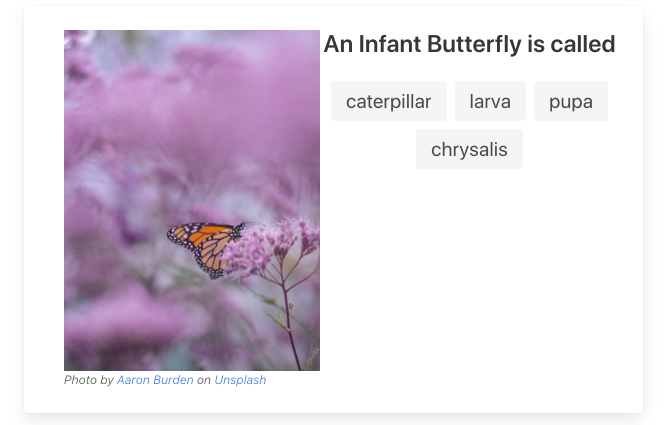 An Infant Butterfly is called
caterpillar larva pupa
chrysalis
Photo by Aaron Burden on Unsplash